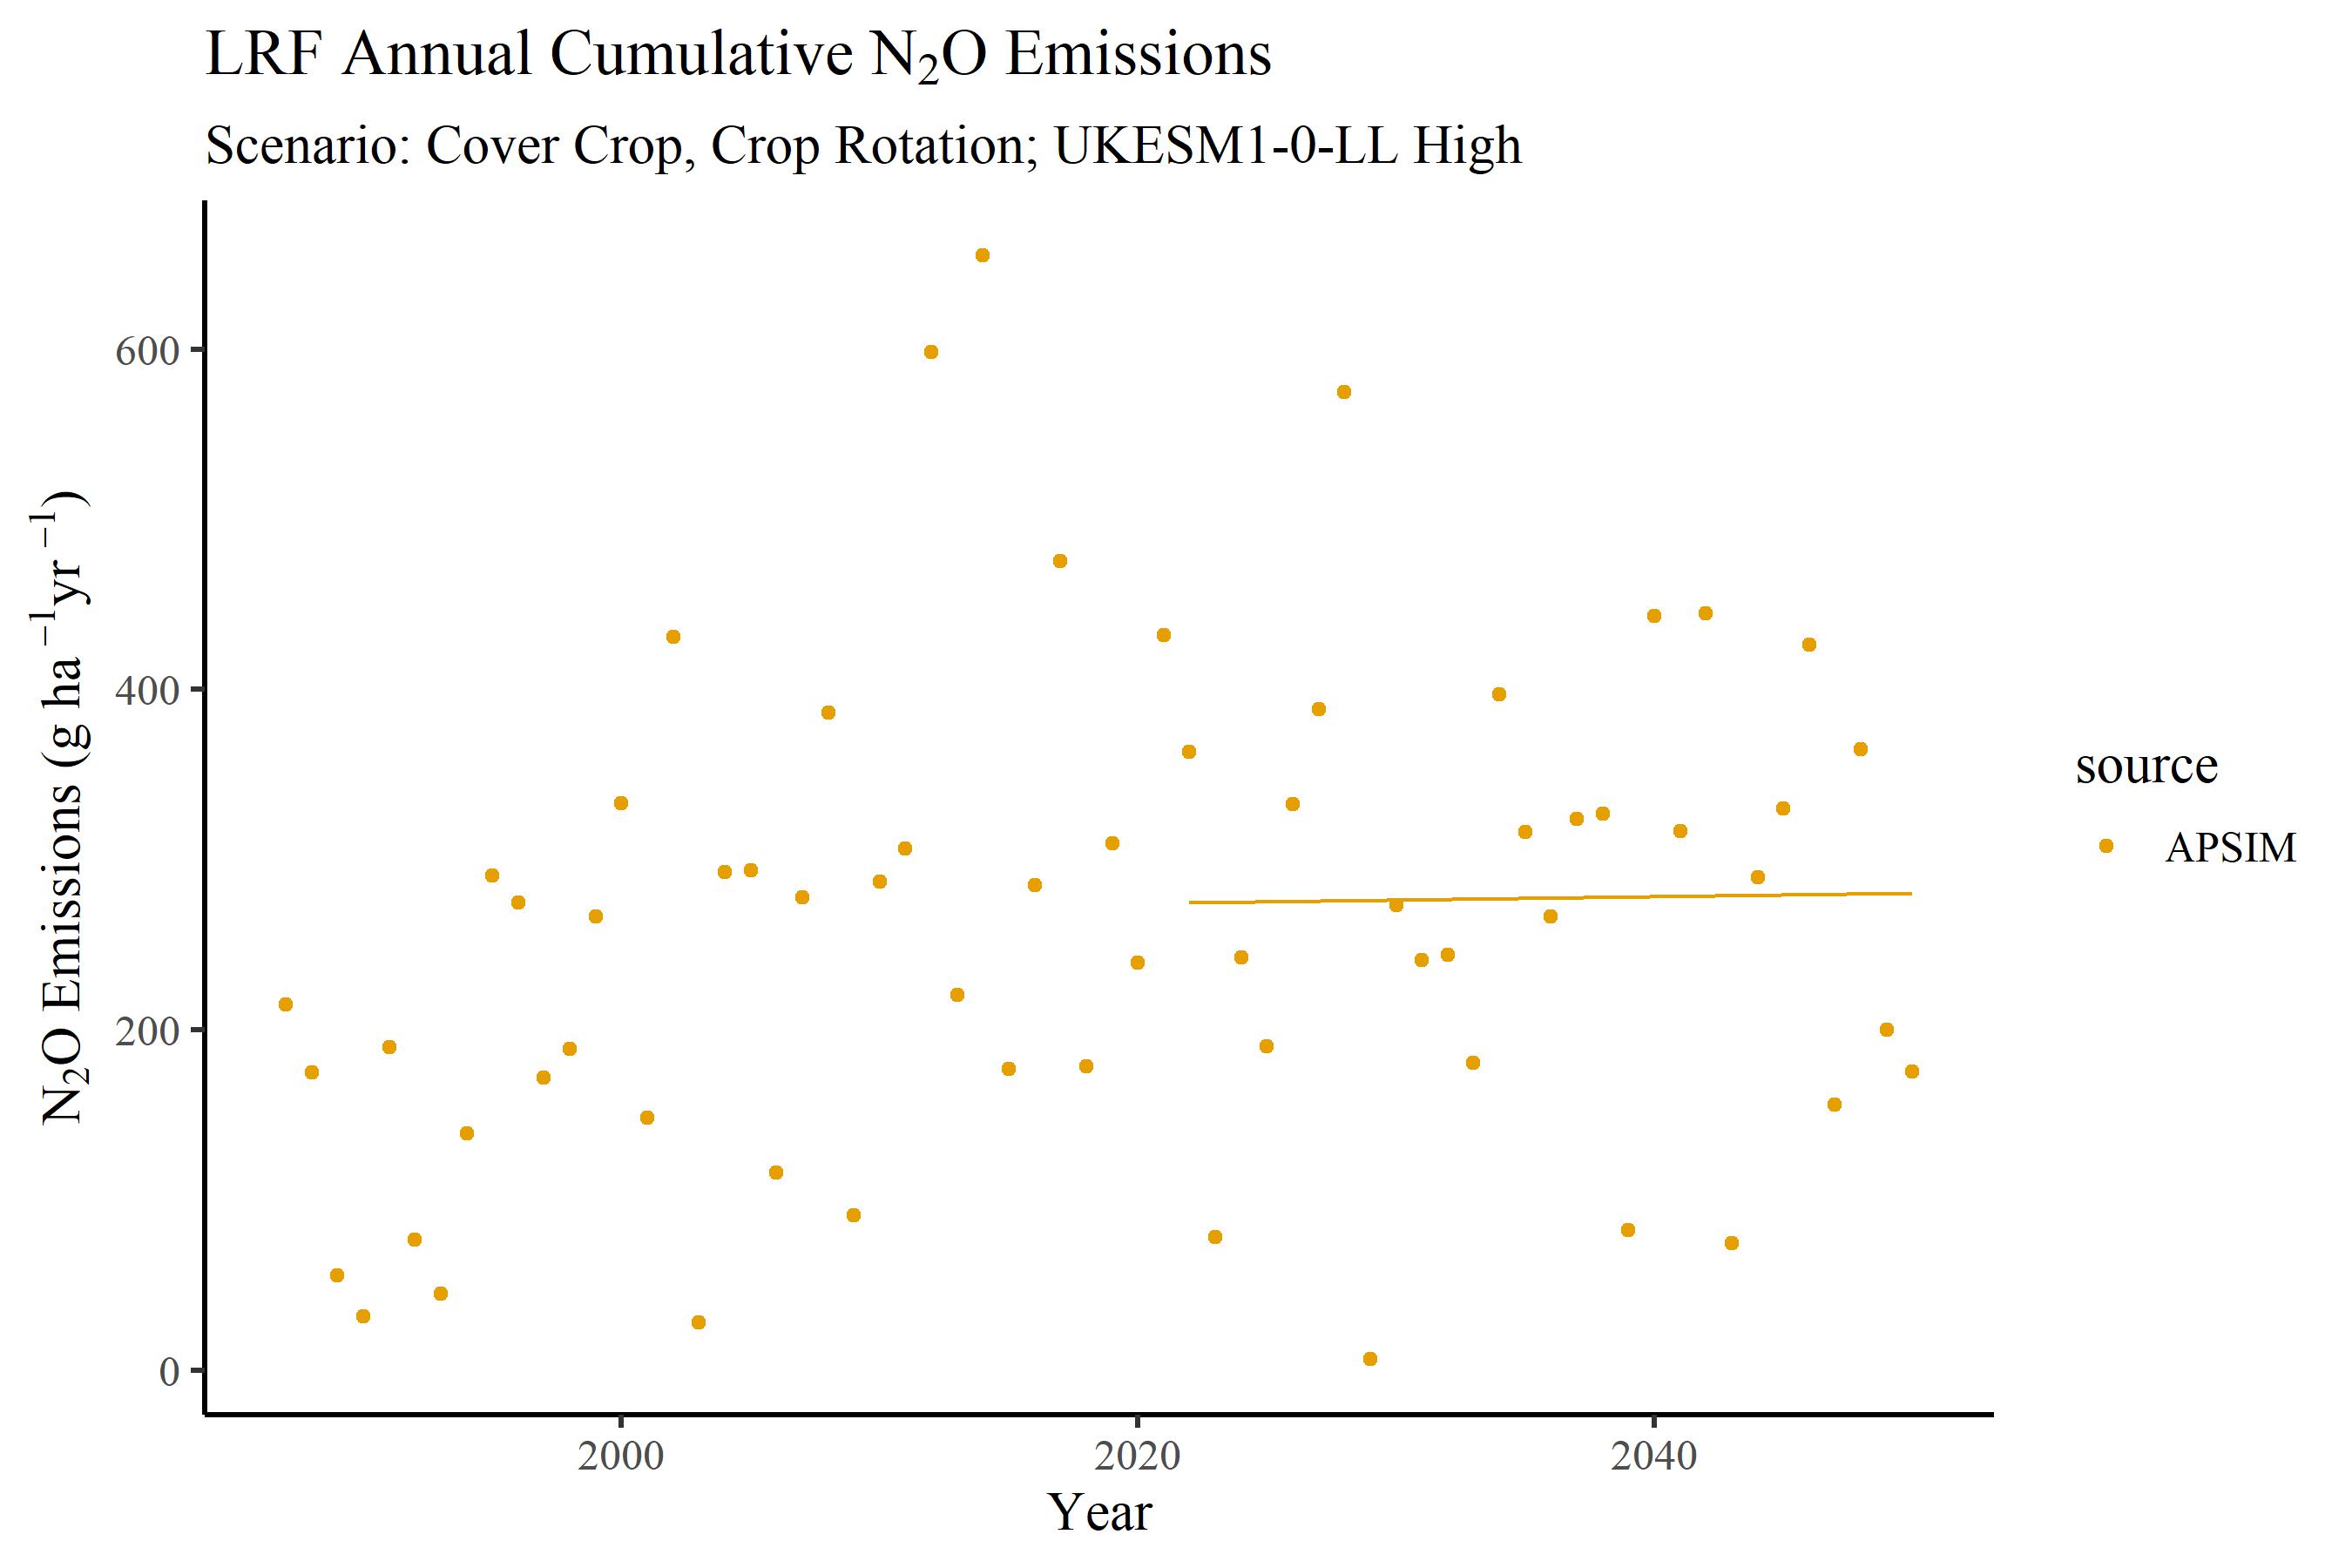 LRF Annual Cumulative N₂O Emissions
Scenario: Cover Crop, Crop Rotation; UKESM1-0-LL High
N₂O Emissions (g ha⁻¹yr⁻¹)
600
400
200
0
2000
2020
2040
Year
source
APSIM